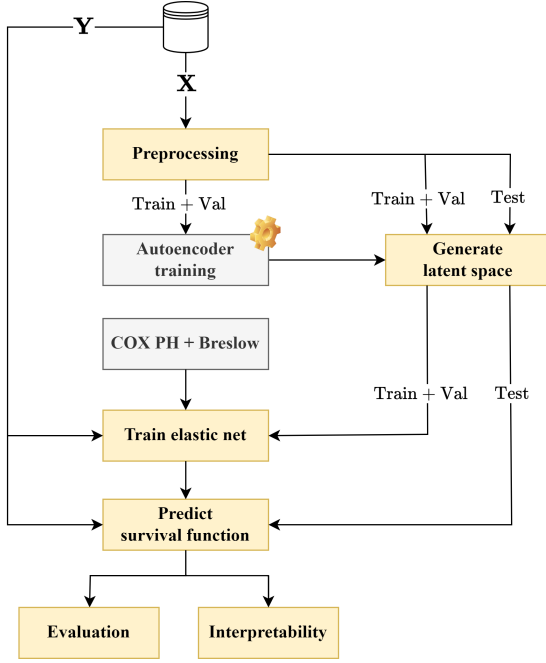 Y
X
Preprocessing
Train + Val
Train + Val
Test
Autoencoder
training
Generate
latent space
COX PH + Breslow
Train + Val
Test
Train elastic net
Predict
survival function
Evaluation
Interpretability